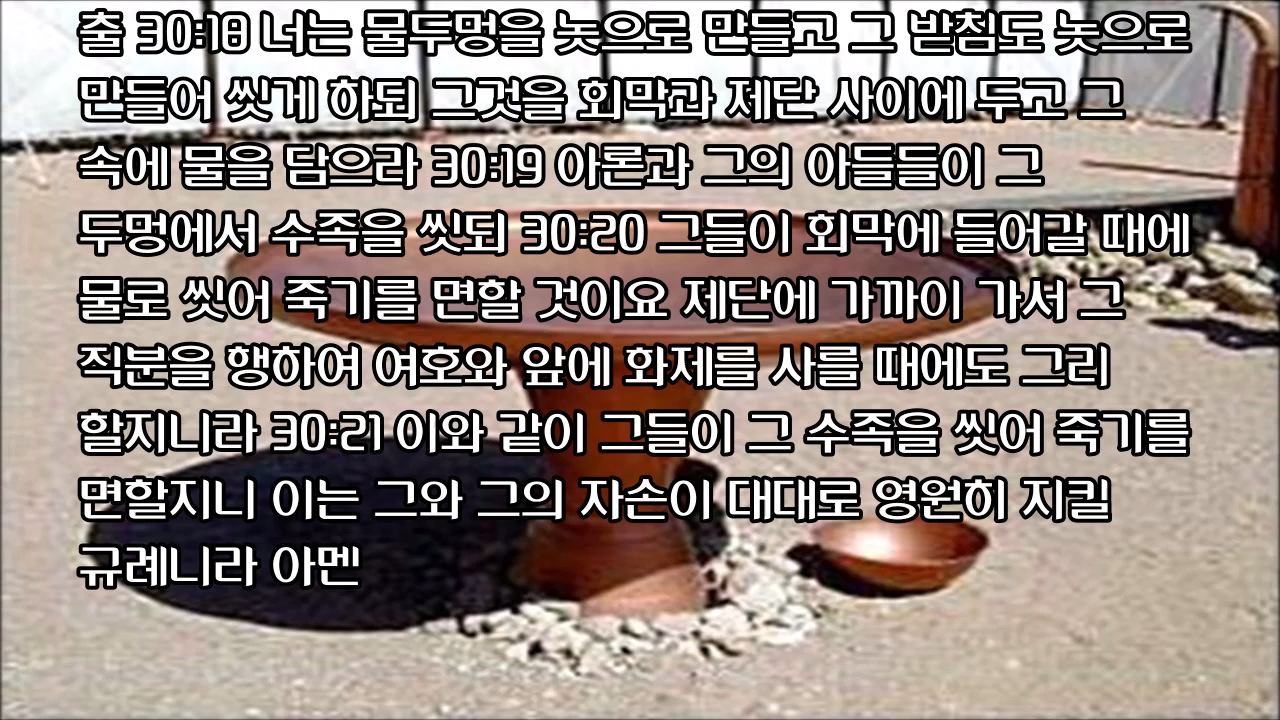 출 30:18 너는 물두멍을 놋으로 만들고 그 받침도 놋으로
만들어 씻게 하되 그것을 회막과 제단 사이에 두고 그
속에 물을 담으라 30:19 아론과 그의 아들들이 그
두멍에서 수족을 씻되 30:20 그들이 회막에 들어갈 때에
물로 씻어 죽기를 면할 것이요 제단에 가까이 가서 그
직분을 행하여 여호와 앞에 화제를 사를 때에도 그리
할지니라 30:21 이와 같이 그들이 그 수족을 씻어 죽기를
면할지니 이는 그와 그의 자손이 대대로 영원히 지킬
규례니라 아멘